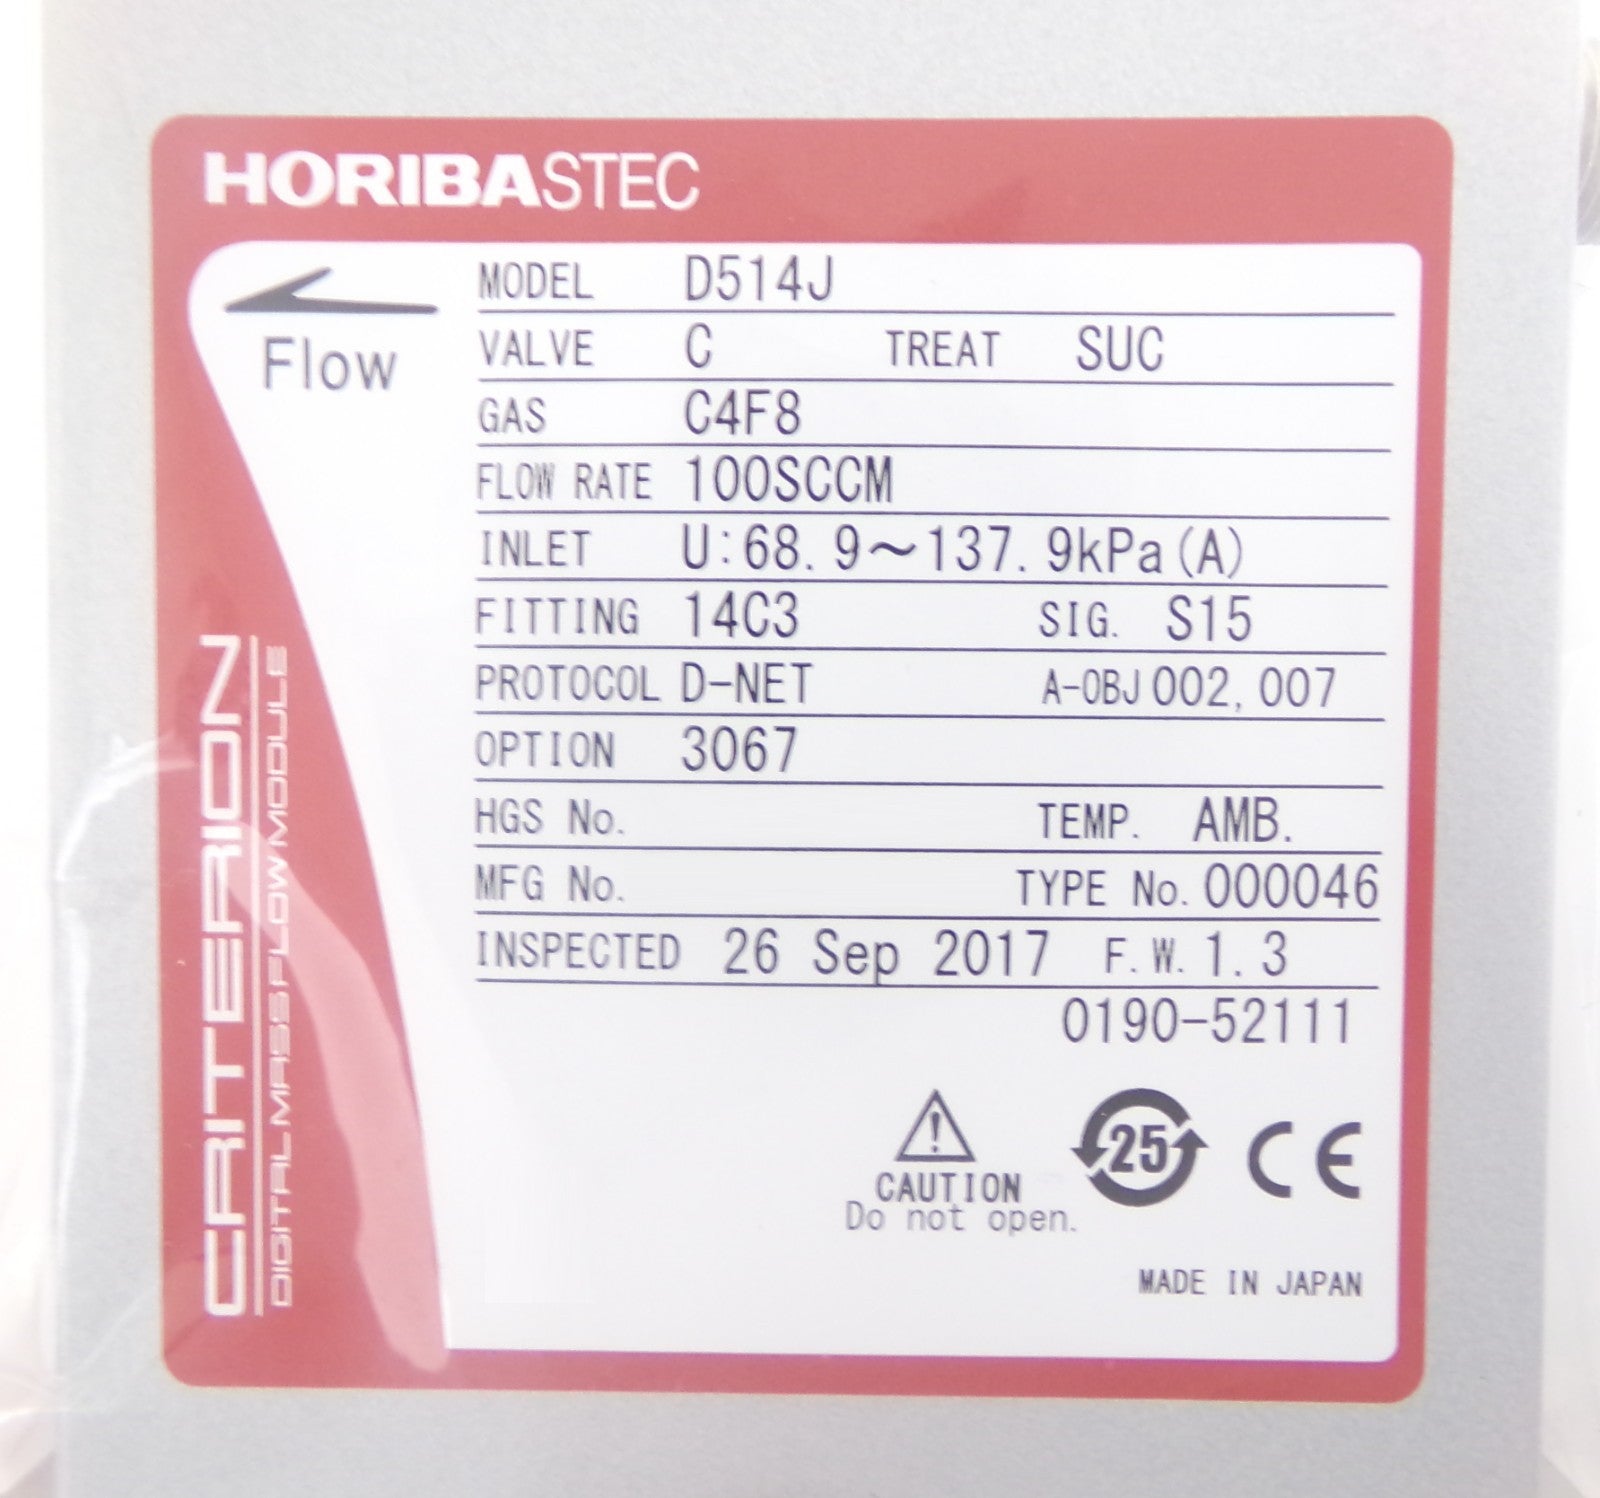 HORIBASTEC
Flow
MODEL D514J
VALVE C TREAT SUC
GAS C4F8
FLOW RATE 100SCCM
INLET U:68.9~137.9kPa(A)
FITTING 14C3 SIG. S15
PROTOCOL D-NET A-OBJ 002,007
OPTION 3067
HGS No. TEMP. AMB.
MFG No. TYPE No. 000046
INSPECTED 26 Sep 2017 F.W. 1.3
0190-52111
25
CE
CAUTION
Do not open.
MADE IN JAPAN
CRITERION
DIGITAL MASS FLOW MODULE